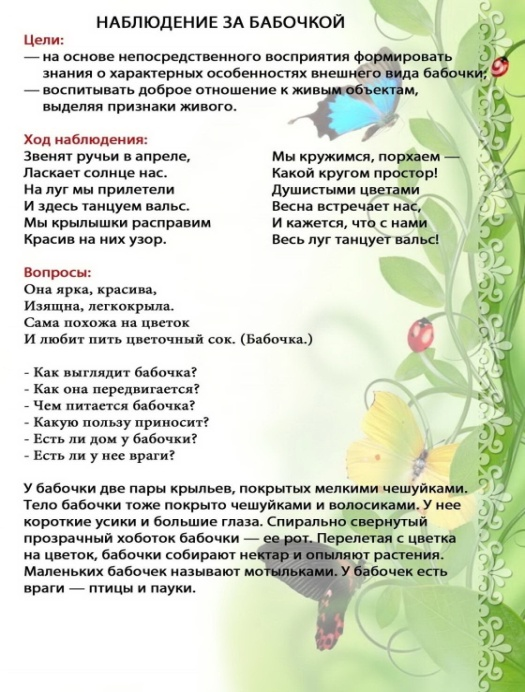 НАБЛЮДЕНИЕ ЗА БАБОЧКОЙ
Цели:
— на основе непосредственного восприятия формировать
знания о характерных особенностях внешнего вида бабочки;
— воспитывать доброе отношение к живым объектам,
выделяя признаки живого.
Ход наблюдения:
Звенят ручьи в апреле,
Ласкает солнце нас.
На луг мы прилетели
И здесь танцуем вальс.
Мы крылышки расправим
Красив на них узор.
Мы кружимся, порхаем —
Какой кругом простор!
Душистыми цветами
Весна встречает нас,
И кажется, что с нами
Весь луг танцует вальс!
Вопросы:
Она ярка, красива,
Изящна, легкокрыла.
Сама похожа на цветок
И любит пить цветочный сок. (Бабочка.)
- Как выглядит бабочка?
- Как она передвигается?
- Чем питается бабочка?
- Какую пользу приносит?
- Есть ли дом у бабочки?
- Есть ли у нее враги?
У бабочки две пары крыльев, покрытых мелкими чешуйками.
Тело бабочки тоже покрыто чешуйками и волосиками. У нее
короткие усики и большие глаза. Спирально свернутый
прозрачный хоботок бабочки — ее рот. Перелетая с цветка
на цветок, бабочки собирают нектар и опыляют растения.
Маленьких бабочек называют мотыльками. У бабочек есть
враги — птицы и пауки.